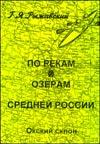 Г.Я. Рыжавский
ПО РЕКАМ И
ОЗЕРАМ
СРЕДНЕЙ РОССИИ
Окский склон